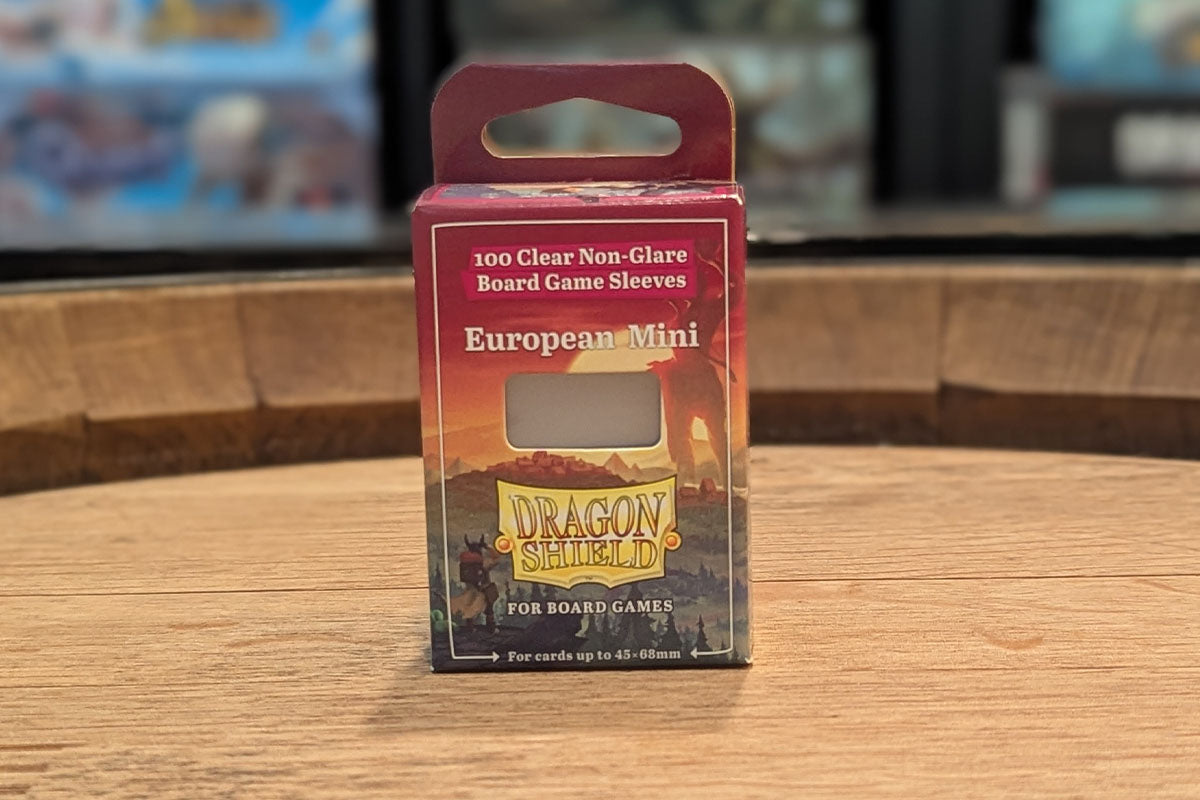 100 Clear Non-Glare
Board Game Sleeves
European Mini
DRAGON
SHIELD
FOR BOARD GAMES
For cards up to 45×68mm